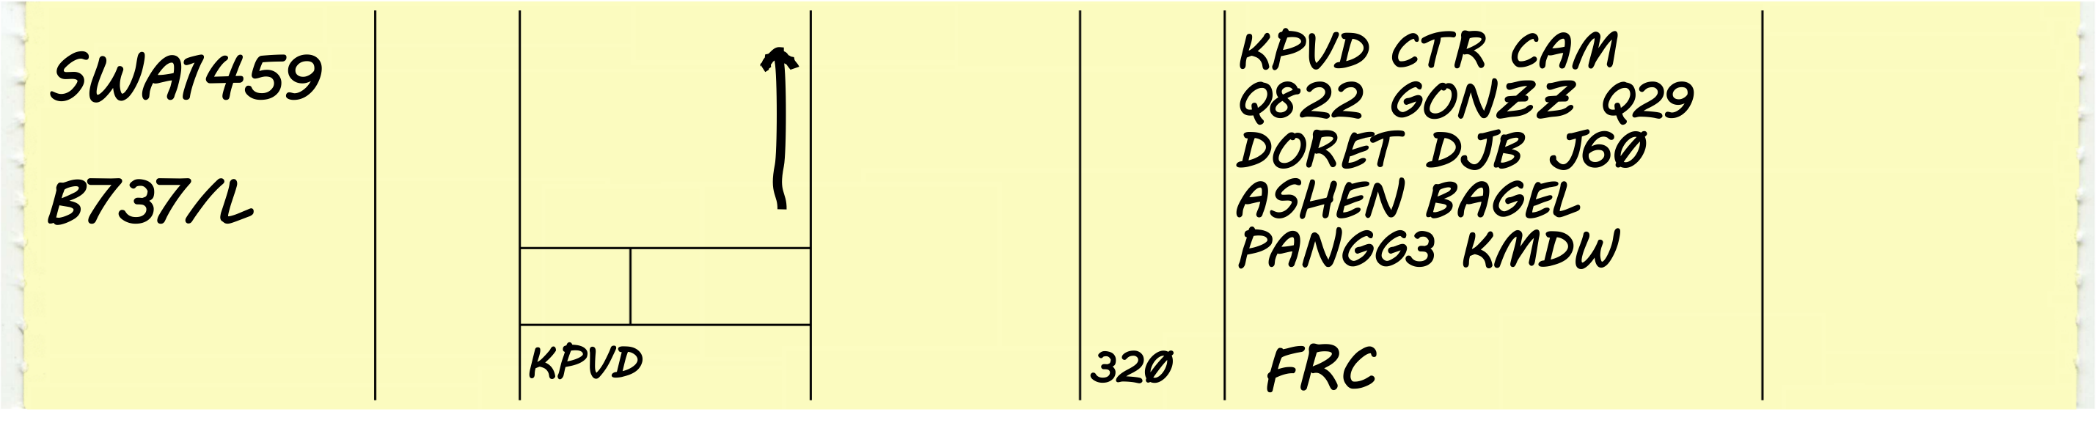 SWA1459
B737/L
KPVD
320
KPVD CTR CAM
Q822 GONZZ Q29
DORET DJB J60
ASHEN BAGEL
PANGG3 KMDW
FRC